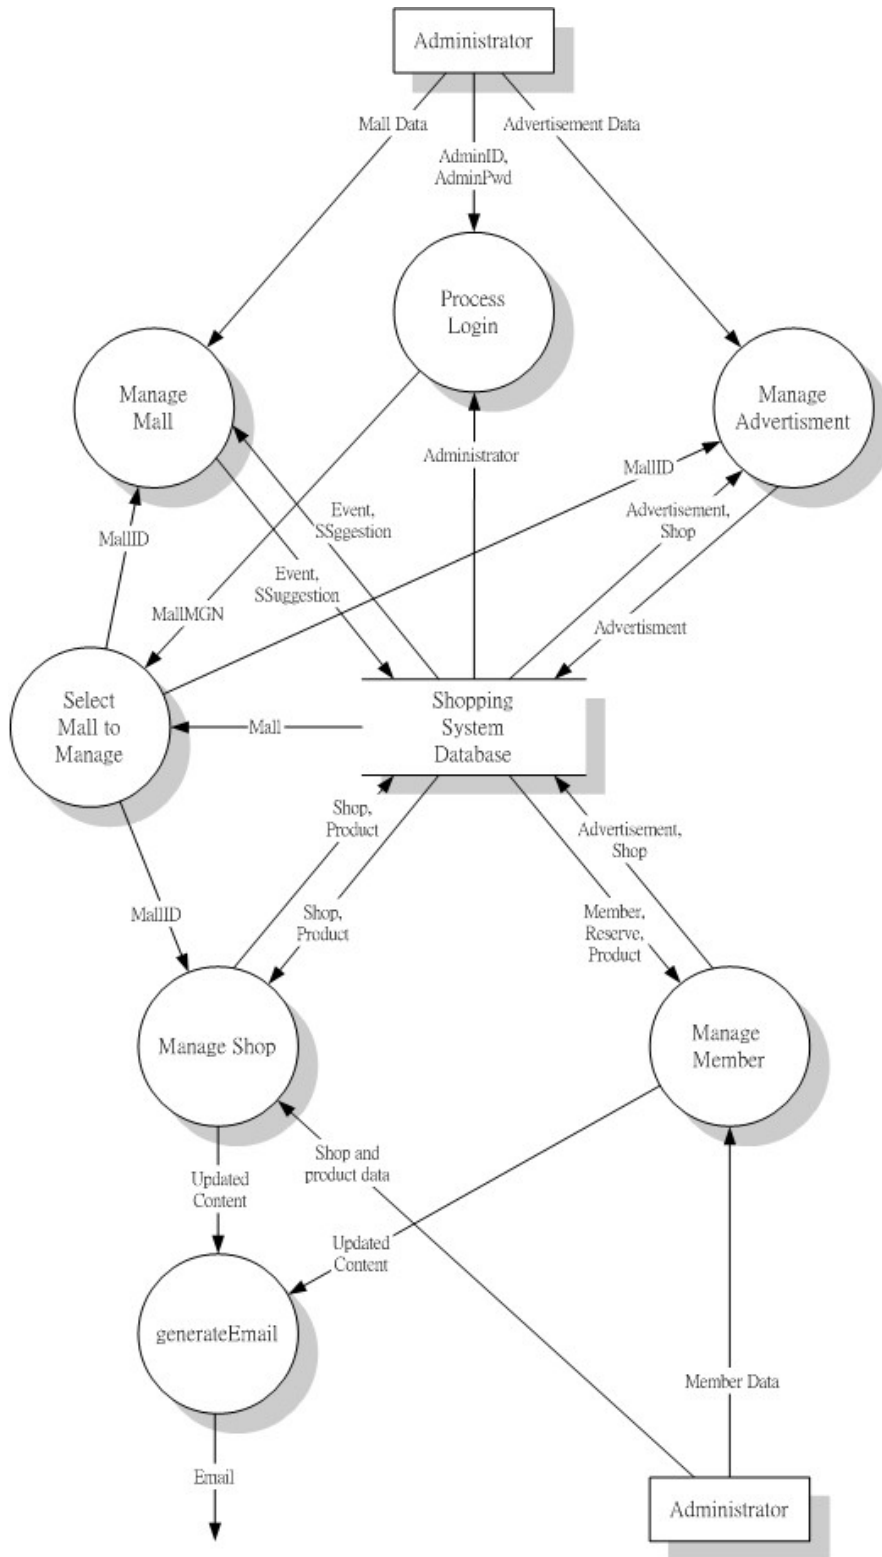 Administrator
Mall Data
Advertisement Data
AdminID,
AdminPwd
Process
Login
Manage
Mall
Manage
Advertisment
Administrator
MallID
Event,
SSggestion
Advertisement,
Shop
MallID
Event,
SSuggestion
MallMGN
Advertisment
Select
Mall to
Manage
Shopping
System
Database
Mall
Shop,
Product
Advertisement,
Shop
MallID
Shop,
Product
Member,
Reserve,
Product
Manage Shop
Manage
Member
Shop and
product data
Updated
Content
Updated
Content
generateEmail
Member Data
Email
Administrator